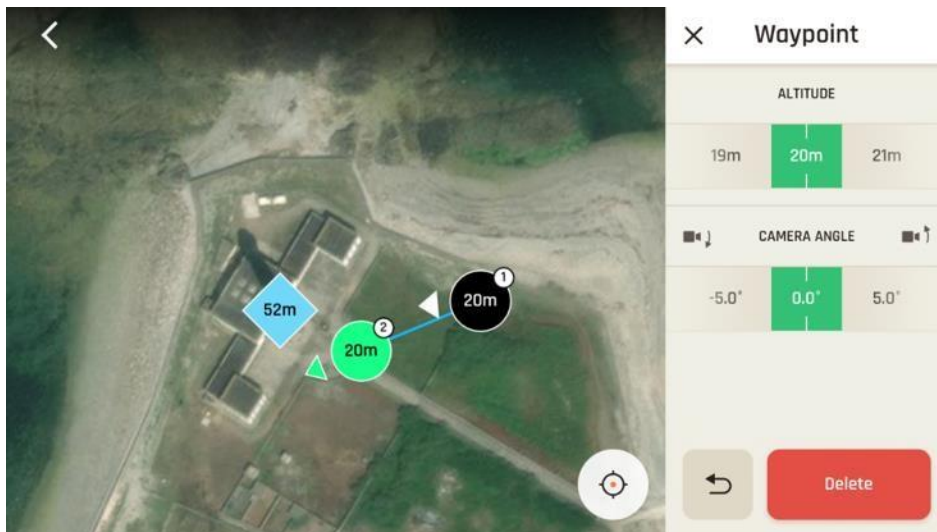 Waypoint
ALTITUDE
19m 20m 21m
CAMERA ANGLE
-5.0° 0.0° 5.0°
52m
1
20m
2
20m
Delete